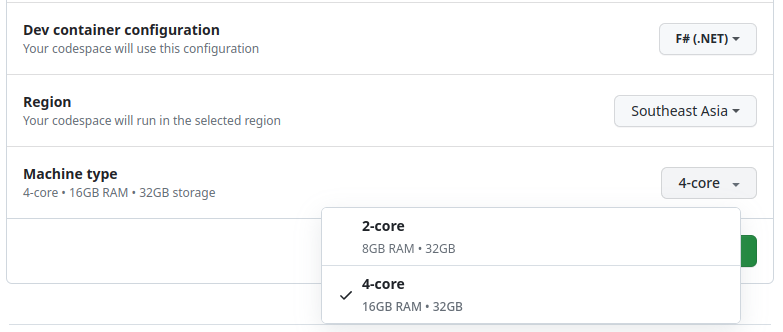 Dev container configuration
Your codespace will use this configuration
F# (.NET)
Region
Your codespace will run in the selected region
Southeast Asia
Machine type
4-core • 16GB RAM • 32GB storage
4-core
2-core
8GB RAM • 32GB
4-core
16GB RAM • 32GB